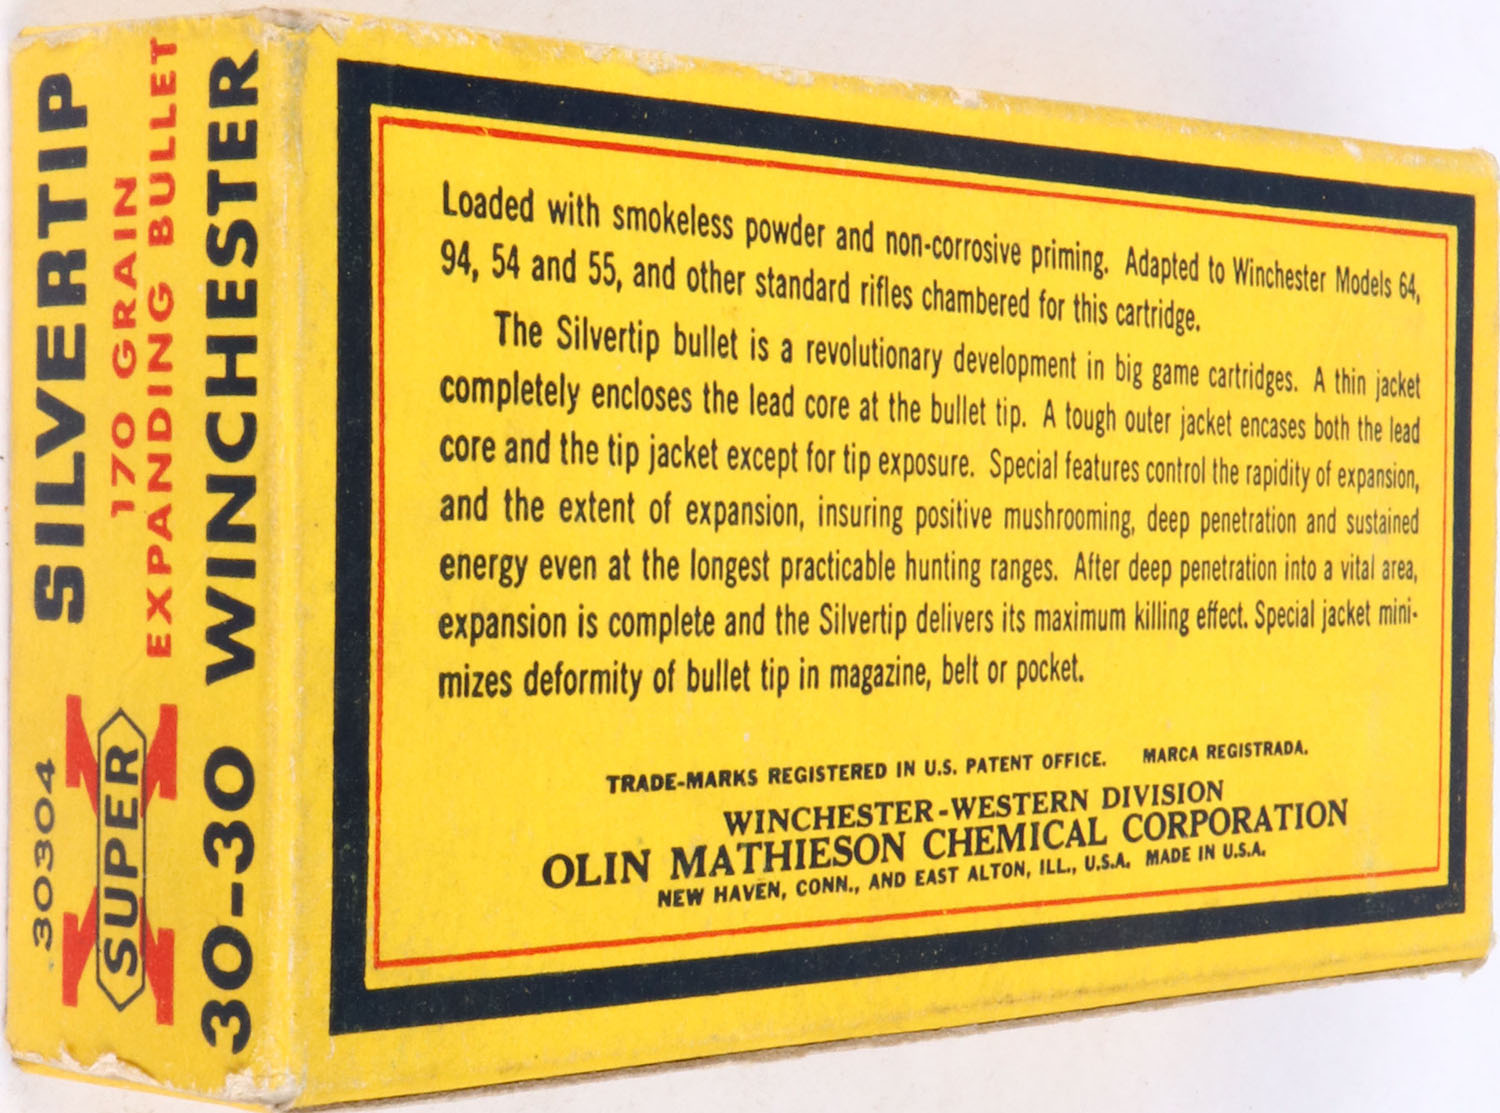 30304
SUPER X
SILVERTIP
170 GRAIN
EXPANDING BULLET
30-30 WINCHESTER
Loaded with smokeless powder and non-corrosive priming. Adapted to Winchester Models 64,
94, 54 and 55, and other standard rifles chambered for this cartridge.
The Silvertip bullet is a revolutionary development in big game cartridges. A thin jacket
completely encloses the lead core at the bullet tip. A tough outer jacket encases both the lead
core and the tip jacket except for tip exposure. Special features control the rapidity of expansion,
and the extent of expansion, insuring positive mushrooming, deep penetration and sustained
energy even at the longest practicable hunting ranges. After deep penetration into a vital area,
expansion is complete and the Silvertip delivers its maximum killing effect. Special jacket mini-
mizes deformity of bullet tip in magazine, belt or pocket.
TRADE-MARKS REGISTERED IN U.S. PATENT OFFICE. MARCA REGISTRADA.
WINCHESTER-WESTERN DIVISION
OLIN MATHIESON CHEMICAL CORPORATION
NEW HAVEN, CONN., AND EAST ALTON, ILL., U.S.A. MADE IN U.S.A.